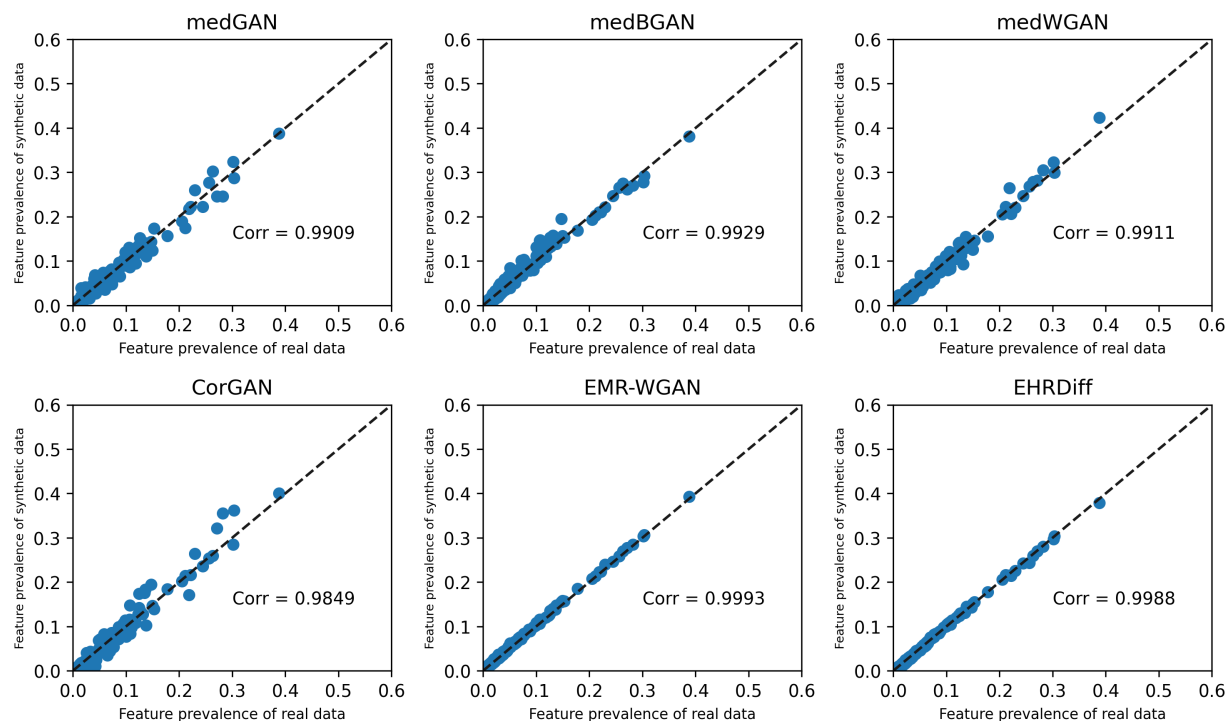 medGAN
Feature prevalence of synthetic data
0.6
0.5
0.4
0.3
0.2
0.1
0.0
Corr = 0.9909
0.0 0.1 0.2 0.3 0.4 0.5 0.6
Feature prevalence of real data
medBGAN
Feature prevalence of synthetic data
0.6
0.5
0.4
0.3
0.2
0.1
0.0
Corr = 0.9929
0.0 0.1 0.2 0.3 0.4 0.5 0.6
Feature prevalence of real data
medWGAN
Feature prevalence of synthetic data
0.6
0.5
0.4
0.3
0.2
0.1
0.0
Corr = 0.9911
0.0 0.1 0.2 0.3 0.4 0.5 0.6
Feature prevalence of real data
CorGAN
Feature prevalence of synthetic data
0.6
0.5
0.4
0.3
0.2
0.1
0.0
Corr = 0.9849
0.0 0.1 0.2 0.3 0.4 0.5 0.6
Feature prevalence of real data
EMR-WGAN
Feature prevalence of synthetic data
0.6
0.5
0.4
0.3
0.2
0.1
0.0
Corr = 0.9993
0.0 0.1 0.2 0.3 0.4 0.5 0.6
Feature prevalence of real data
EHRDiff
Feature prevalence of synthetic data
0.6
0.5
0.4
0.3
0.2
0.1
0.0
Corr = 0.9988
0.0 0.1 0.2 0.3 0.4 0.5 0.6
Feature prevalence of real data